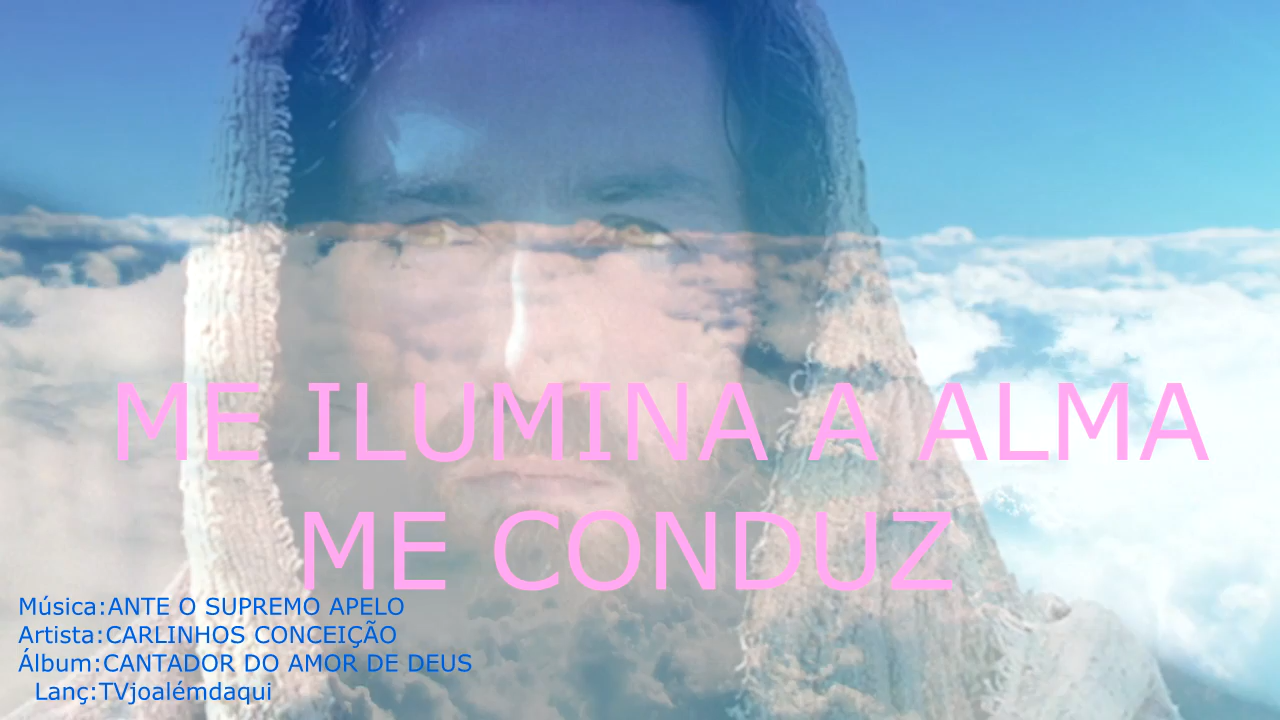 ME ILUMINA A ALMA
ME CONDUZ
Música:ANTE O SUPREMO APELO
Artista:CARLINHOS CONCEIÇÃO
Álbum:CANTADOR DO AMOR DE DEUS
Lanç:TVjoalémdaqui